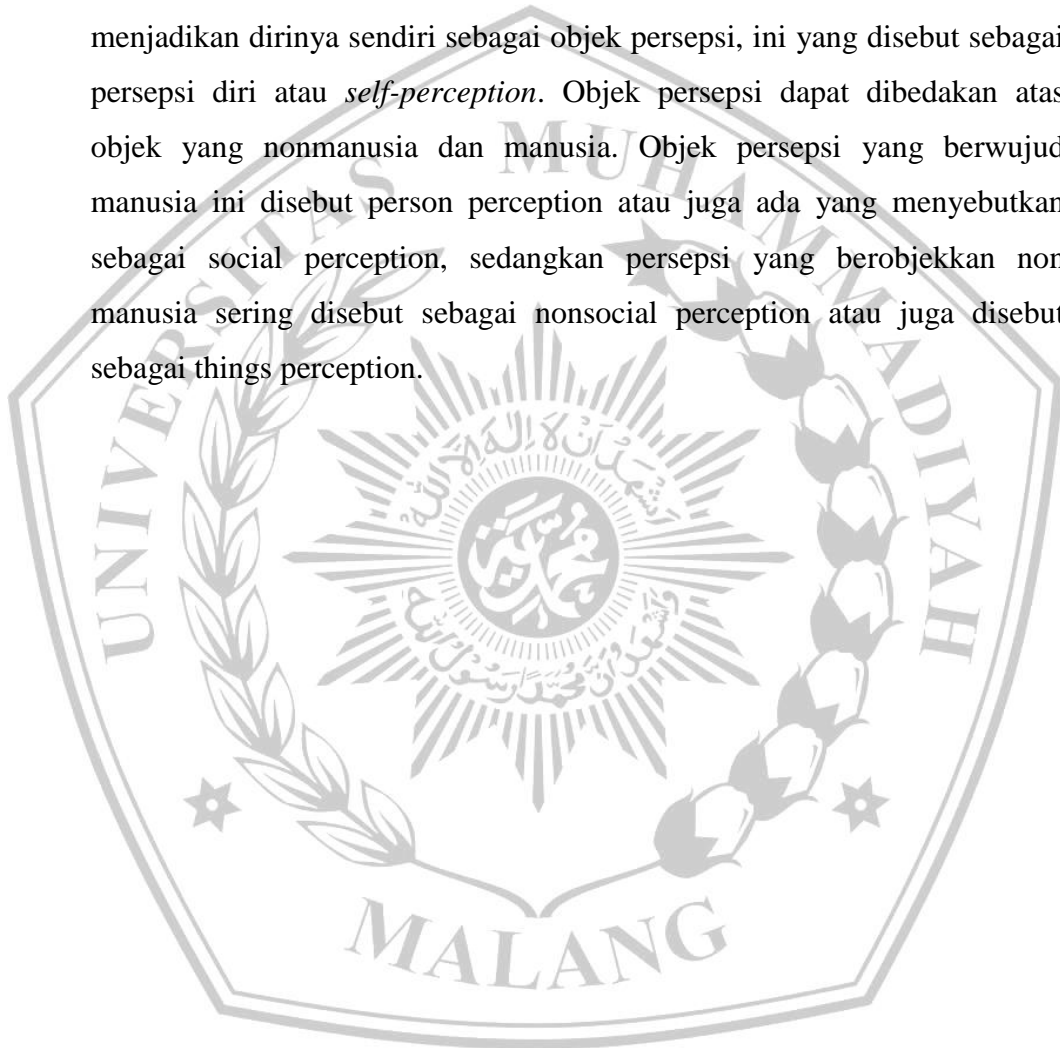 menjadikan dirinya sendiri sebagai objek persepsi, ini yang disebut sebagai
persepsi diri atau self-perception. Objek persepsi dapat dibedakan atas
objek yang nonmanusia dan manusia. Objek persepsi yang berwujud
manusia ini disebut person perception atau juga ada yang menyebutkan
sebagai social perception, sedangkan persepsi yang berobjekkan non
manusia sering disebut sebagai nonsocial perception atau juga disebut
sebagai things perception.
UNIVERSITAS MUHAMMADIYAH
MALANG